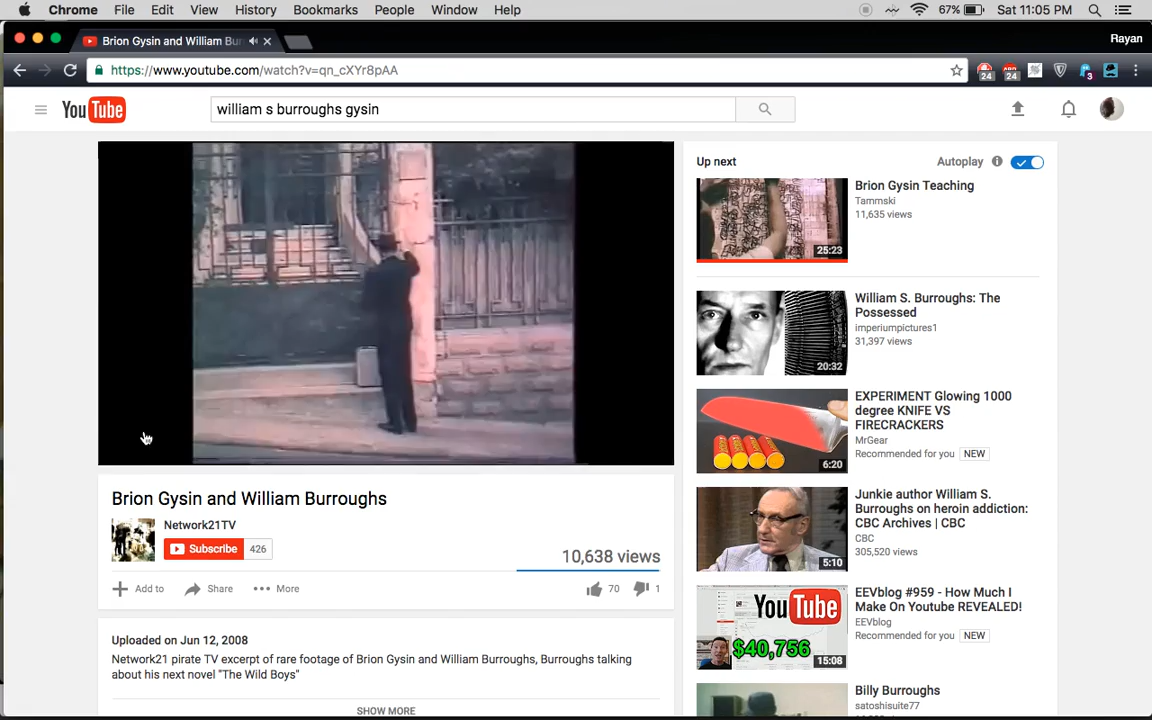 Chrome File Edit View History Bookmarks People Window Help 67% Sat 11:05 PM
Brion Gysin and William Bur
Rayan
https://www.youtube.com/watch?v=qn_cXYr8pAA
24 24 3
YouTube
william s burroughs gysin
Up next
Autoplay
Brion Gysin Teaching
Tammski
11,635 views
25:23
William S. Burroughs: The
Possessed
imperiumpictures1
31,397 views
20:32
EXPERIMENT Glowing 1000
degree KNIFE VS
FIRECRACKERS
MrGear
Recommended for you NEW
6:20
Junkie author William S.
Burroughs on heroin addiction:
CBC Archives | CBC
CBC
305,520 views
5:10
EEVblog #959 - How Much I
Make On Youtube REVEALED!
EEVblog
Recommended for you NEW
YouTube
$40,756
15:08
Billy Burroughs
satoshisuite77
Brion Gysin and William Burroughs
Network21TV
Subscribe 426
10,638 views
Add to Share More
70 1
Uploaded on Jun 12, 2008
Network21 pirate TV excerpt of rare footage of Brion Gysin and William Burroughs, Burroughs talking
about his next novel "The Wild Boys"
SHOW MORE